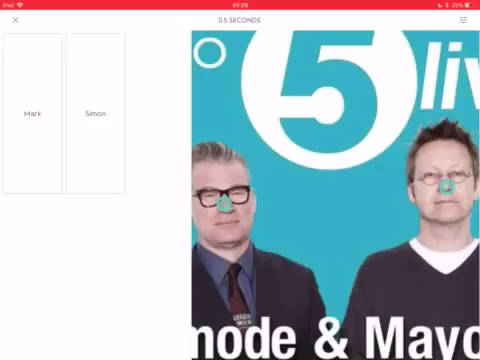 iPad 01:29 39%
0.5 SECONDS
Mark Simon
5 liv
mode & Mayo